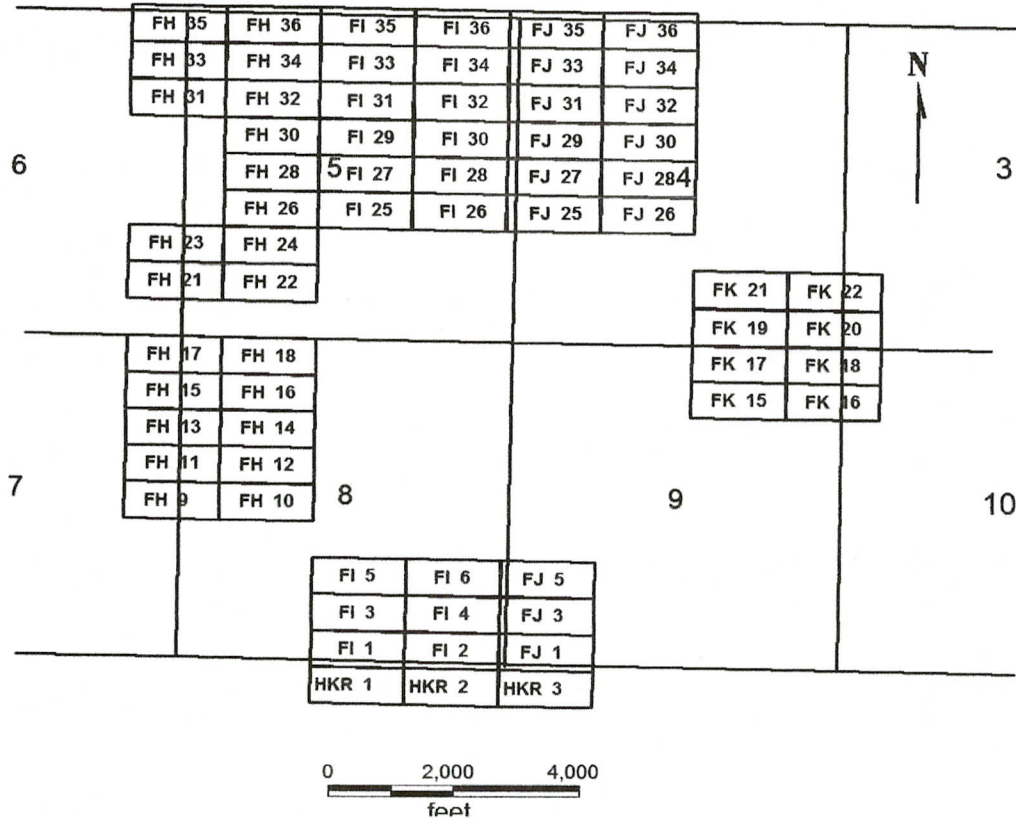 FH 35 FH 36 FI 35 FI 36 FJ 35 FJ 36
FH 33 FH 34 FI 33 FI 34 FJ 33 FJ 34
N
FH 31 FH 32 FI 31 FI 32 FJ 31 FJ 32
FH 30 FI 29 FI 30 FJ 29 FJ 30
6 5 4 3
FH 28 FI 27 FI 28 FJ 27 FJ 28
FH 26 FI 25 FI 26 FJ 25 FJ 26
FH 23 FH 24
FH 21 FH 22 FK 21 FK 22
FK 19 FK 20
FH 17 FH 18 FK 17 FK 18
FH 15 FH 16 FK 15 FK 16
FH 13 FH 14
FH 11 FH 12
7 8 9 10
FH 9 FH 10
FI 5 FI 6 FJ 5
FI 3 FI 4 FJ 3
FI 1 FI 2 FJ 1
HKR 1 HKR 2 HKR 3
0 2,000 4,000
feet